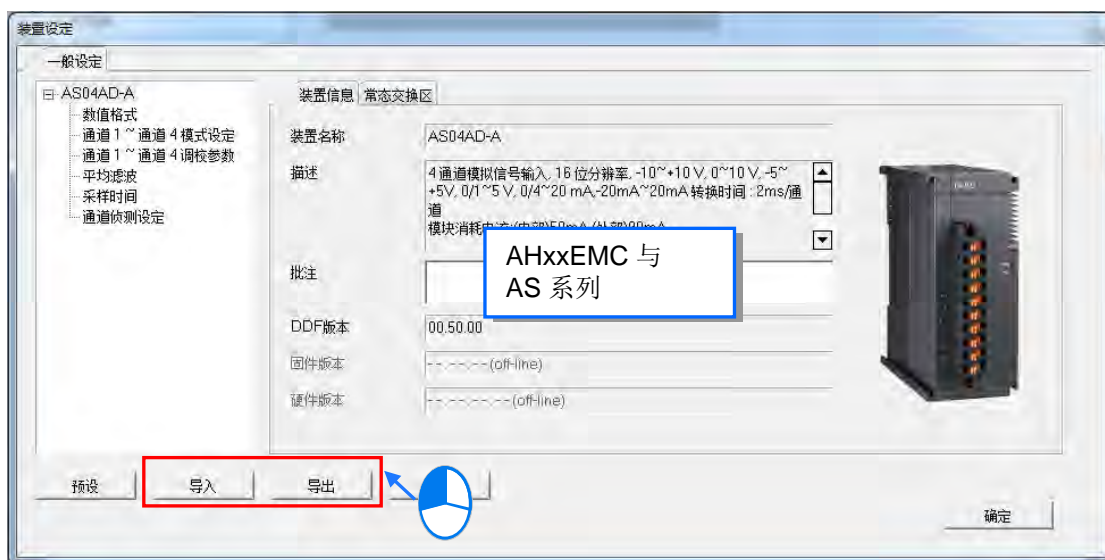 装置设定
一般设定
AS04AD-A
数值格式
通道1~通道4模式设定
通道1~通道4调校参数
平均滤波
采样时间
通道侦测设定
装置信息 常态交换区
装置名称 AS04AD-A
描述 4通道模拟信号输入, 16位分辨率, -10~+10 V, 0~10 V, -5~
+5V, 0/1~5 V, 0/4~20 mA,-20mA~20mA 转换时间 : 2ms/通
道
模块消耗
AHxxEMC 与
AS 系列
批注
DDF版本 00.50.00
固件版本 --.--.--(off-line)
硬件版本 --.--.--.--(off-line)
预设 导入 导出
确定